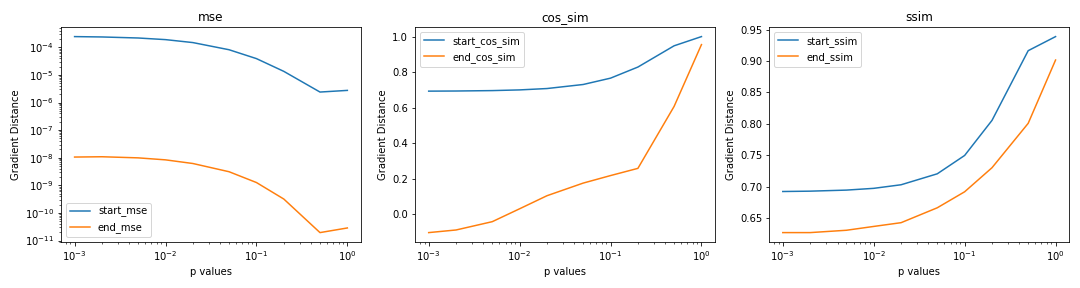 mse
Gradient Distance
10⁻⁴
10⁻⁵
10⁻⁶
10⁻⁷
10⁻⁸
10⁻⁹
10⁻¹⁰
10⁻¹¹
start_mse
end_mse
10⁻³ 10⁻² 10⁻¹ 10⁰
p values
cos_sim
Gradient Distance
1.0
0.8
0.6
0.4
0.2
0.0
start_cos_sim
end_cos_sim
10⁻³ 10⁻² 10⁻¹ 10⁰
p values
ssim
Gradient Distance
0.95
0.90
0.85
0.80
0.75
0.70
0.65
start_ssim
end_ssim
10⁻³ 10⁻² 10⁻¹ 10⁰
p values